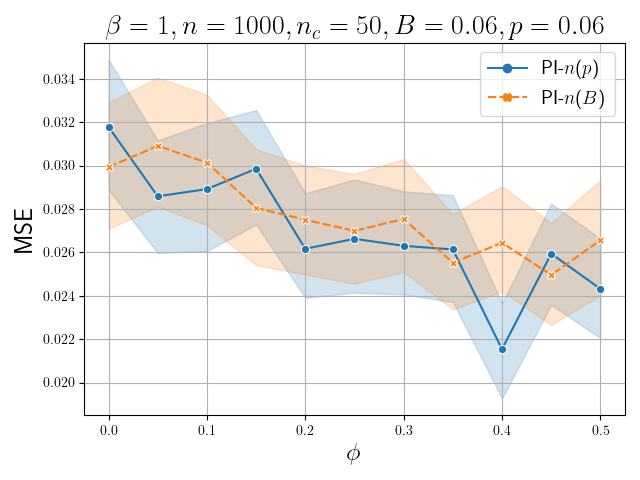 β = 1, n = 1000, n_c = 50, B = 0.06, p = 0.06
PI-n(p)
PI-n(B)
MSE
0.034
0.032
0.030
0.028
0.026
0.024
0.022
0.020
0.0 0.1 0.2 0.3 0.4 0.5
ϕ